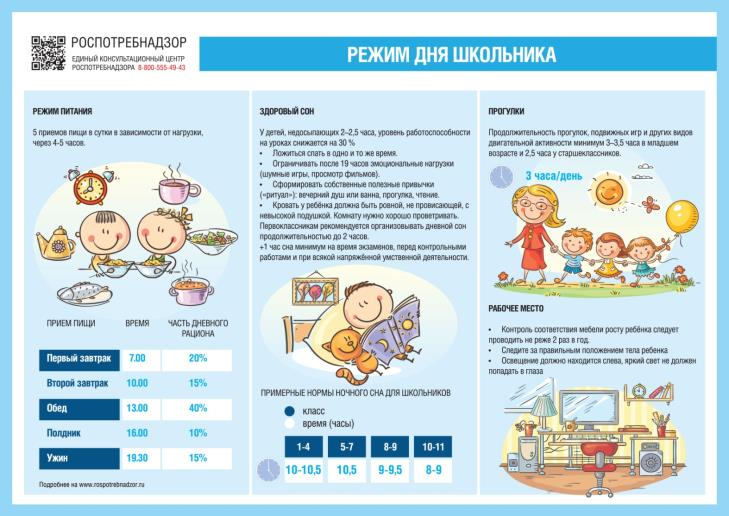 РОСПОТРЕБНАДЗОР
ЕДИНЫЙ КОНСУЛЬТАЦИОННЫЙ ЦЕНТР
РОСПОТРЕБНАДЗОРА 8-800-555-49-43
РЕЖИМ ДНЯ ШКОЛЬНИКА
РЕЖИМ ПИТАНИЯ
5 приемов пищи в сутки в зависимости от нагрузки,
через 4-5 часов.
ПРИЕМ ПИЩИ ВРЕМЯ ЧАСТЬ ДНЕВНОГО
РАЦИОНА
Первый завтрак 7.00 20%
Второй завтрак 10.00 15%
Обед 13.00 40%
Полдник 16.00 10%
Ужин 19.30 15%
Подробнее на www.rospotrebnadzor.ru
ЗДОРОВЫЙ СОН
У детей, недосыпающих 2–2,5 часа, уровень работоспособности
на уроках снижается на 30 %
• Ложиться спать в одно и то же время.
• Ограничивать после 19 часов эмоциональные нагрузки
(шумные игры, просмотр фильмов).
• Сформировать собственные полезные привычки
(«ритуал»): вечерний душ или ванна, прогулка, чтение.
• Кровать у ребёнка должна быть ровной, не провисающей, с
невысокой подушкой. Комнату нужно хорошо проветривать.
Первоклассникам рекомендуется организовывать дневной сон
продолжительностью до 2 часов.
+1 час сна минимум на время экзаменов, перед контрольными
работами и при всякой напряжённой умственной деятельности.
ПРИМЕРНЫЕ НОРМЫ НОЧНОГО СНА ДЛЯ ШКОЛЬНИКОВ
класс
время (часы)
1-4 5-7 8-9 10-11
10-10,5 10,5 9-9,5 8-9
ПРОГУЛКИ
Продолжительность прогулок, подвижных игр и других видов
двигательной активности минимум 3–3,5 часа в младшем
возрасте и 2,5 часа у старшеклассников.
3 часа/день
РАБОЧЕЕ МЕСТО
• Контроль соответствия мебели росту ребёнка следует
проводить не реже 2 раз в год.
• Следите за правильным положением тела ребенка
• Освещение должно находится слева, яркий свет не должен
попадать в глаза